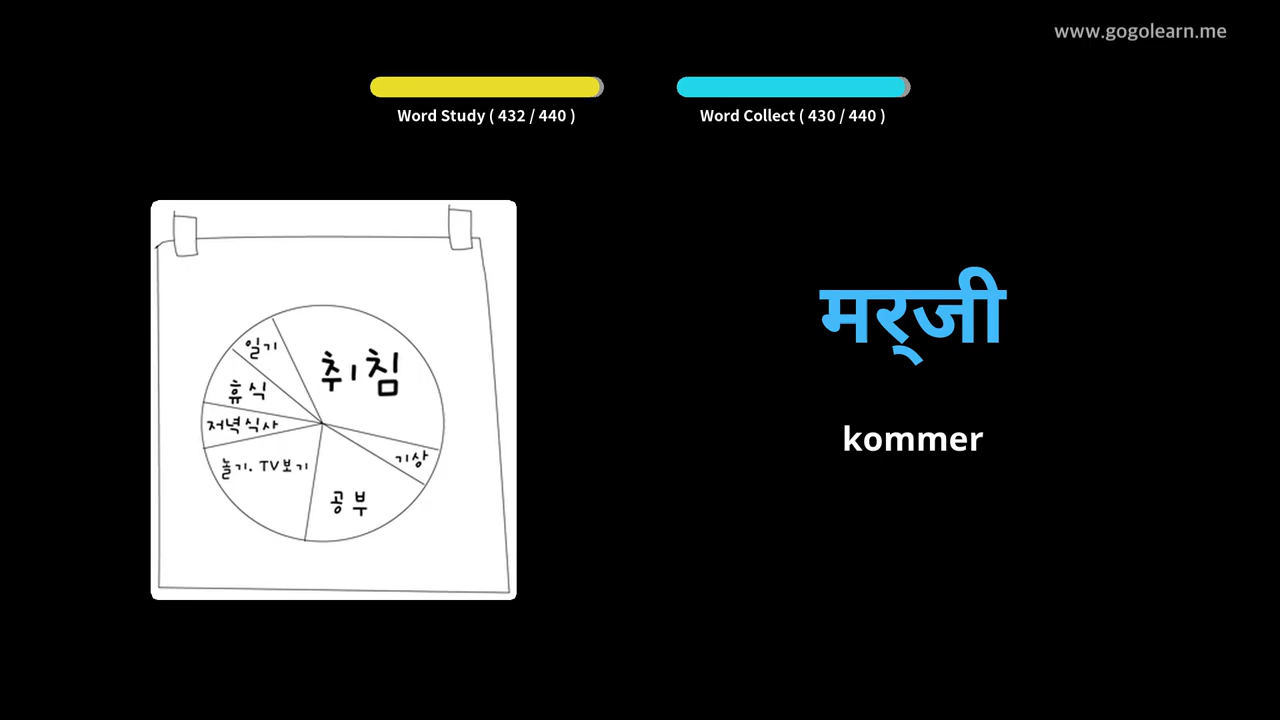 www.gogolearn.me
Word Study ( 432 / 440 )
Word Collect ( 430 / 440 )
일기
취침
휴식
저녁식사
기상
놀기. TV보기
공부
मर्‌जी
kommer